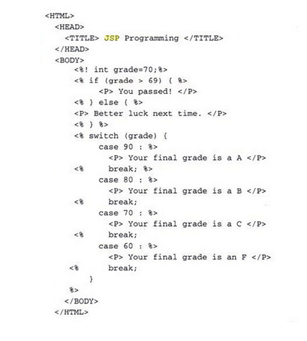 <HTML>
<HEAD>
<TITLE> JSP Programming </TITLE>
</HEAD>
<BODY>
<%! int grade=70;%>
<% if (grade > 69) { %>
<P> You passed! </P>
<% } else { %>
<P> Better luck next time. </P>
<% } %>
<% switch (grade) {
case 90 : %>
<P> Your final grade is a A </P>
<% break; %>
case 80 : %>
<P> Your final grade is a B </P>
<% break;
case 70 : %>
<P> Your final grade is a C </P>
<% break;
case 60 : %>
<P> Your final grade is an F </P>
<% break;
}
%>
</BODY>
</HTML>